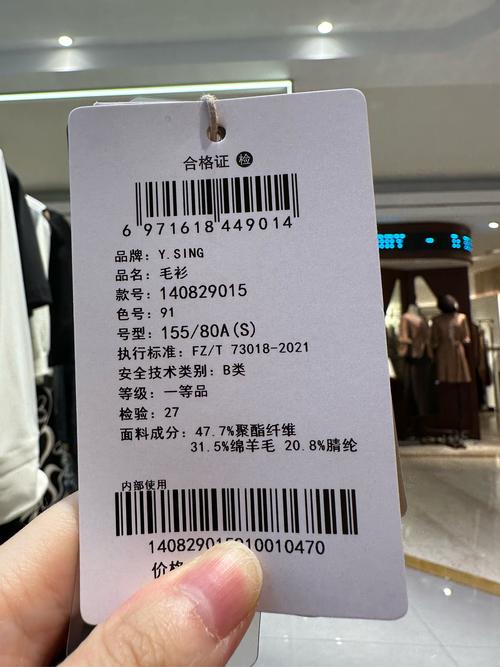 合格证 检
6 971618 449014
品牌: Y.SING
品名: 毛衫
款号: 140829015
色号: 91
号型: 155/80A(S)
执行标准: FZ/T 73018-2021
安全技术类别: B类
等级: 一等品
检验: 27
面料成分: 47.7%聚酯纤维
31.5%绵羊毛 20.8%腈纶
内部使用
140829015910010470
价格